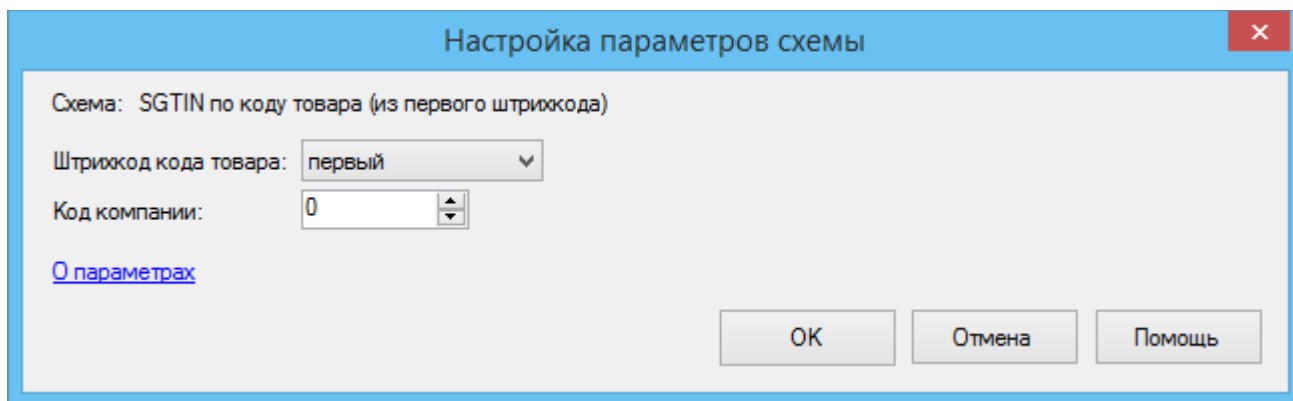 Настройка параметров схемы
Схема: SGTIN по коду товара (из первого штрихкода)
Штрихкод кода товара: первый
Код компании: 0
О параметрах
OK Отмена Помощь